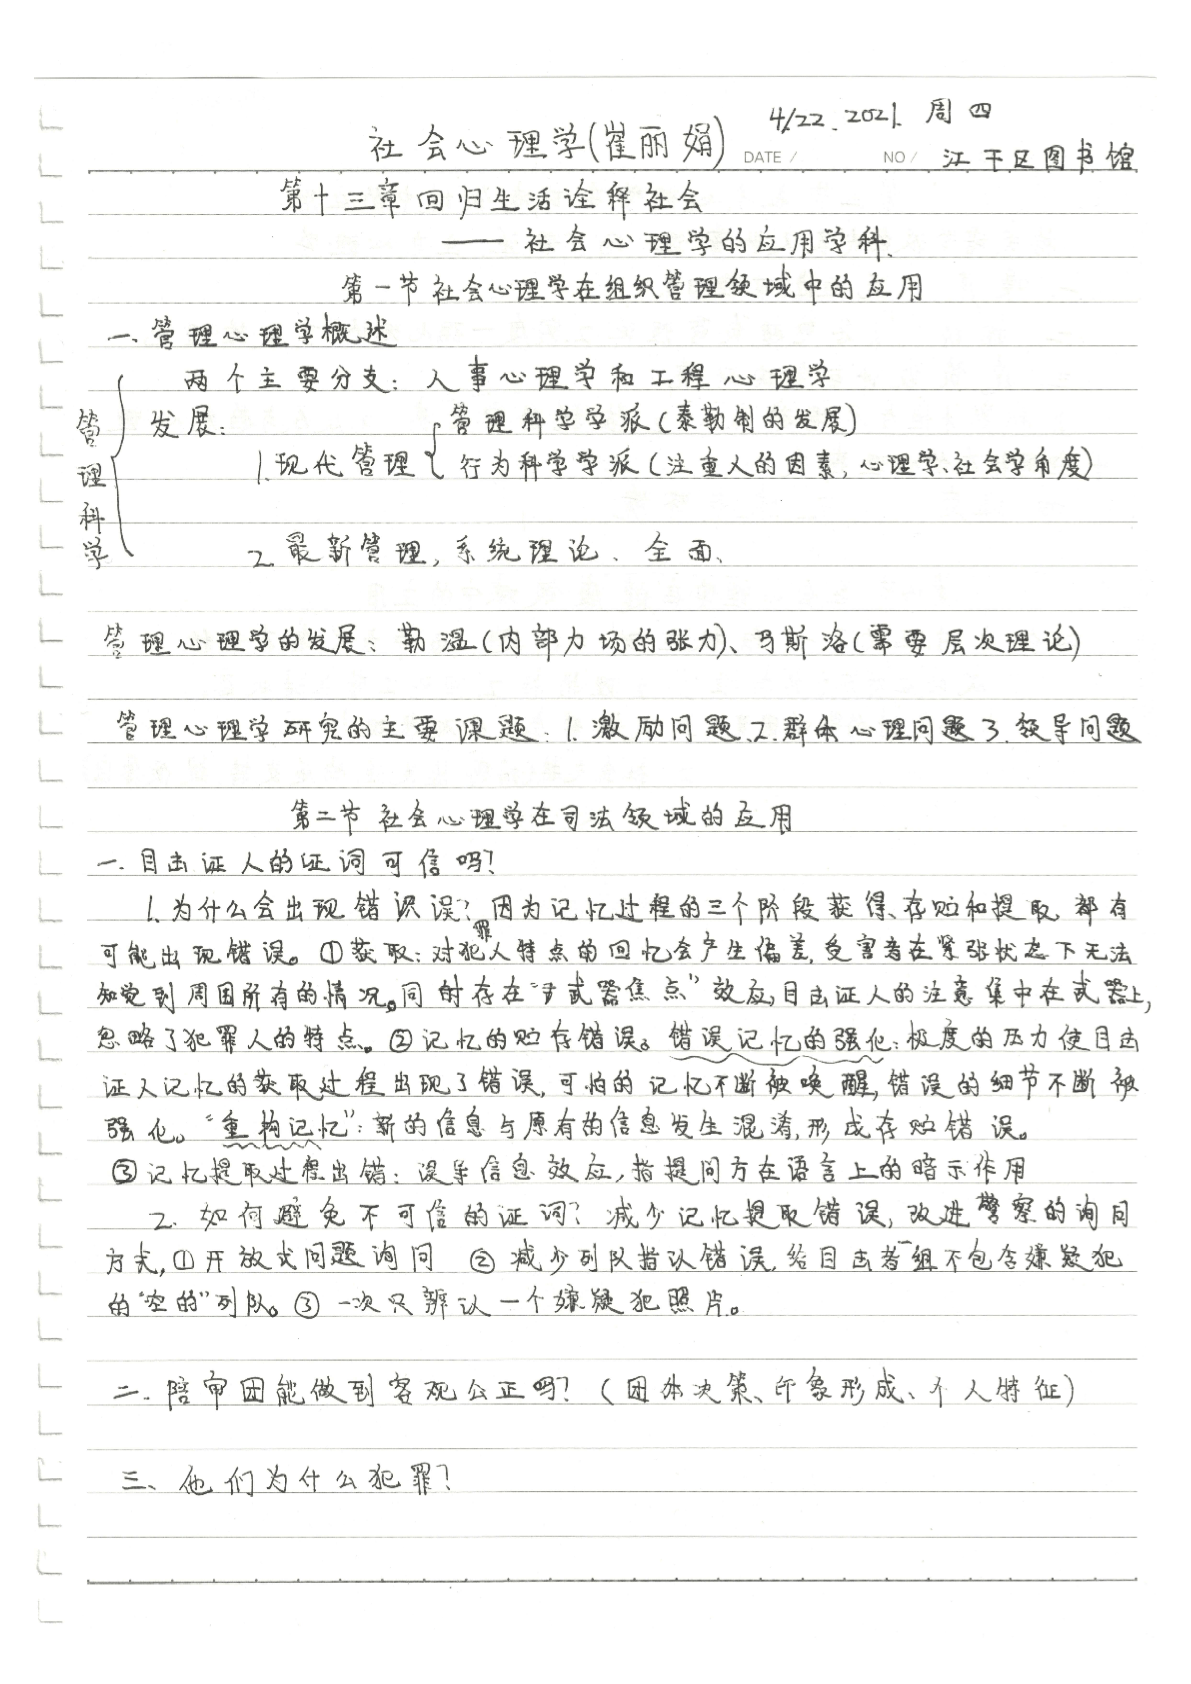 4/22.2021. 周四
社会心理学(崔丽娟)
DATE /
NO /
江干区图书馆
第十三章回归生活诠释社会
—— 社会心理学的应用学科.
第一节社会心理学在组织管理领域中的应用
一、管理心理学概述
两个主要分支：人事心理学和工程心理学
管理科学
发展：
管理科学学派(泰勒制的发展)
1.现代管理
行为科学学派(注重人的因素,心理学、社会学角度)
2.最新管理,系统理论、全面、
管理心理学的发展：勒温(内部力场的张力)、马斯洛(需要层次理论)
管理心理学研究的主要课题：1.激励问题、2.群体心理问题3.领导问题
第二节 社会心理学在司法领域的应用
一.目击证人的证词可信吗？
1.为什么会出现错误？因为记忆过程的三个阶段获得、存贮和提取,都有
可能出现错误。①获取：对犯罪人特点的回忆会产生偏差,受害者在紧张状态下无法
知觉到周围所有的情况。同时存在“武器焦点”效应,目击证人的注意集中在武器上,
忽略了犯罪人的特点。②记忆的贮存错误。错误记忆的强化：极度的压力使目击
证人记忆的获取过程出现了错误,可怕的记忆不断被唤醒,错误的细节不断被
强化。“重构记忆”：新的信息与原有的信息发生混淆,形成存贮错误。
③记忆提取过程出错：误导信息效应,指提问方在语言上的暗示作用
2.如何避免不可信的证词？减少记忆提取错误,改进警察的询问
方式,①开放式问题询问 ②减少列队指认错误,给目击者一组不包含嫌疑犯
的“空的”列队。③一次只辨认一个嫌疑犯照片。
二.陪审团能做到客观公正吗？(团体决策、印象形成、个人特征)
三、他们为什么犯罪？